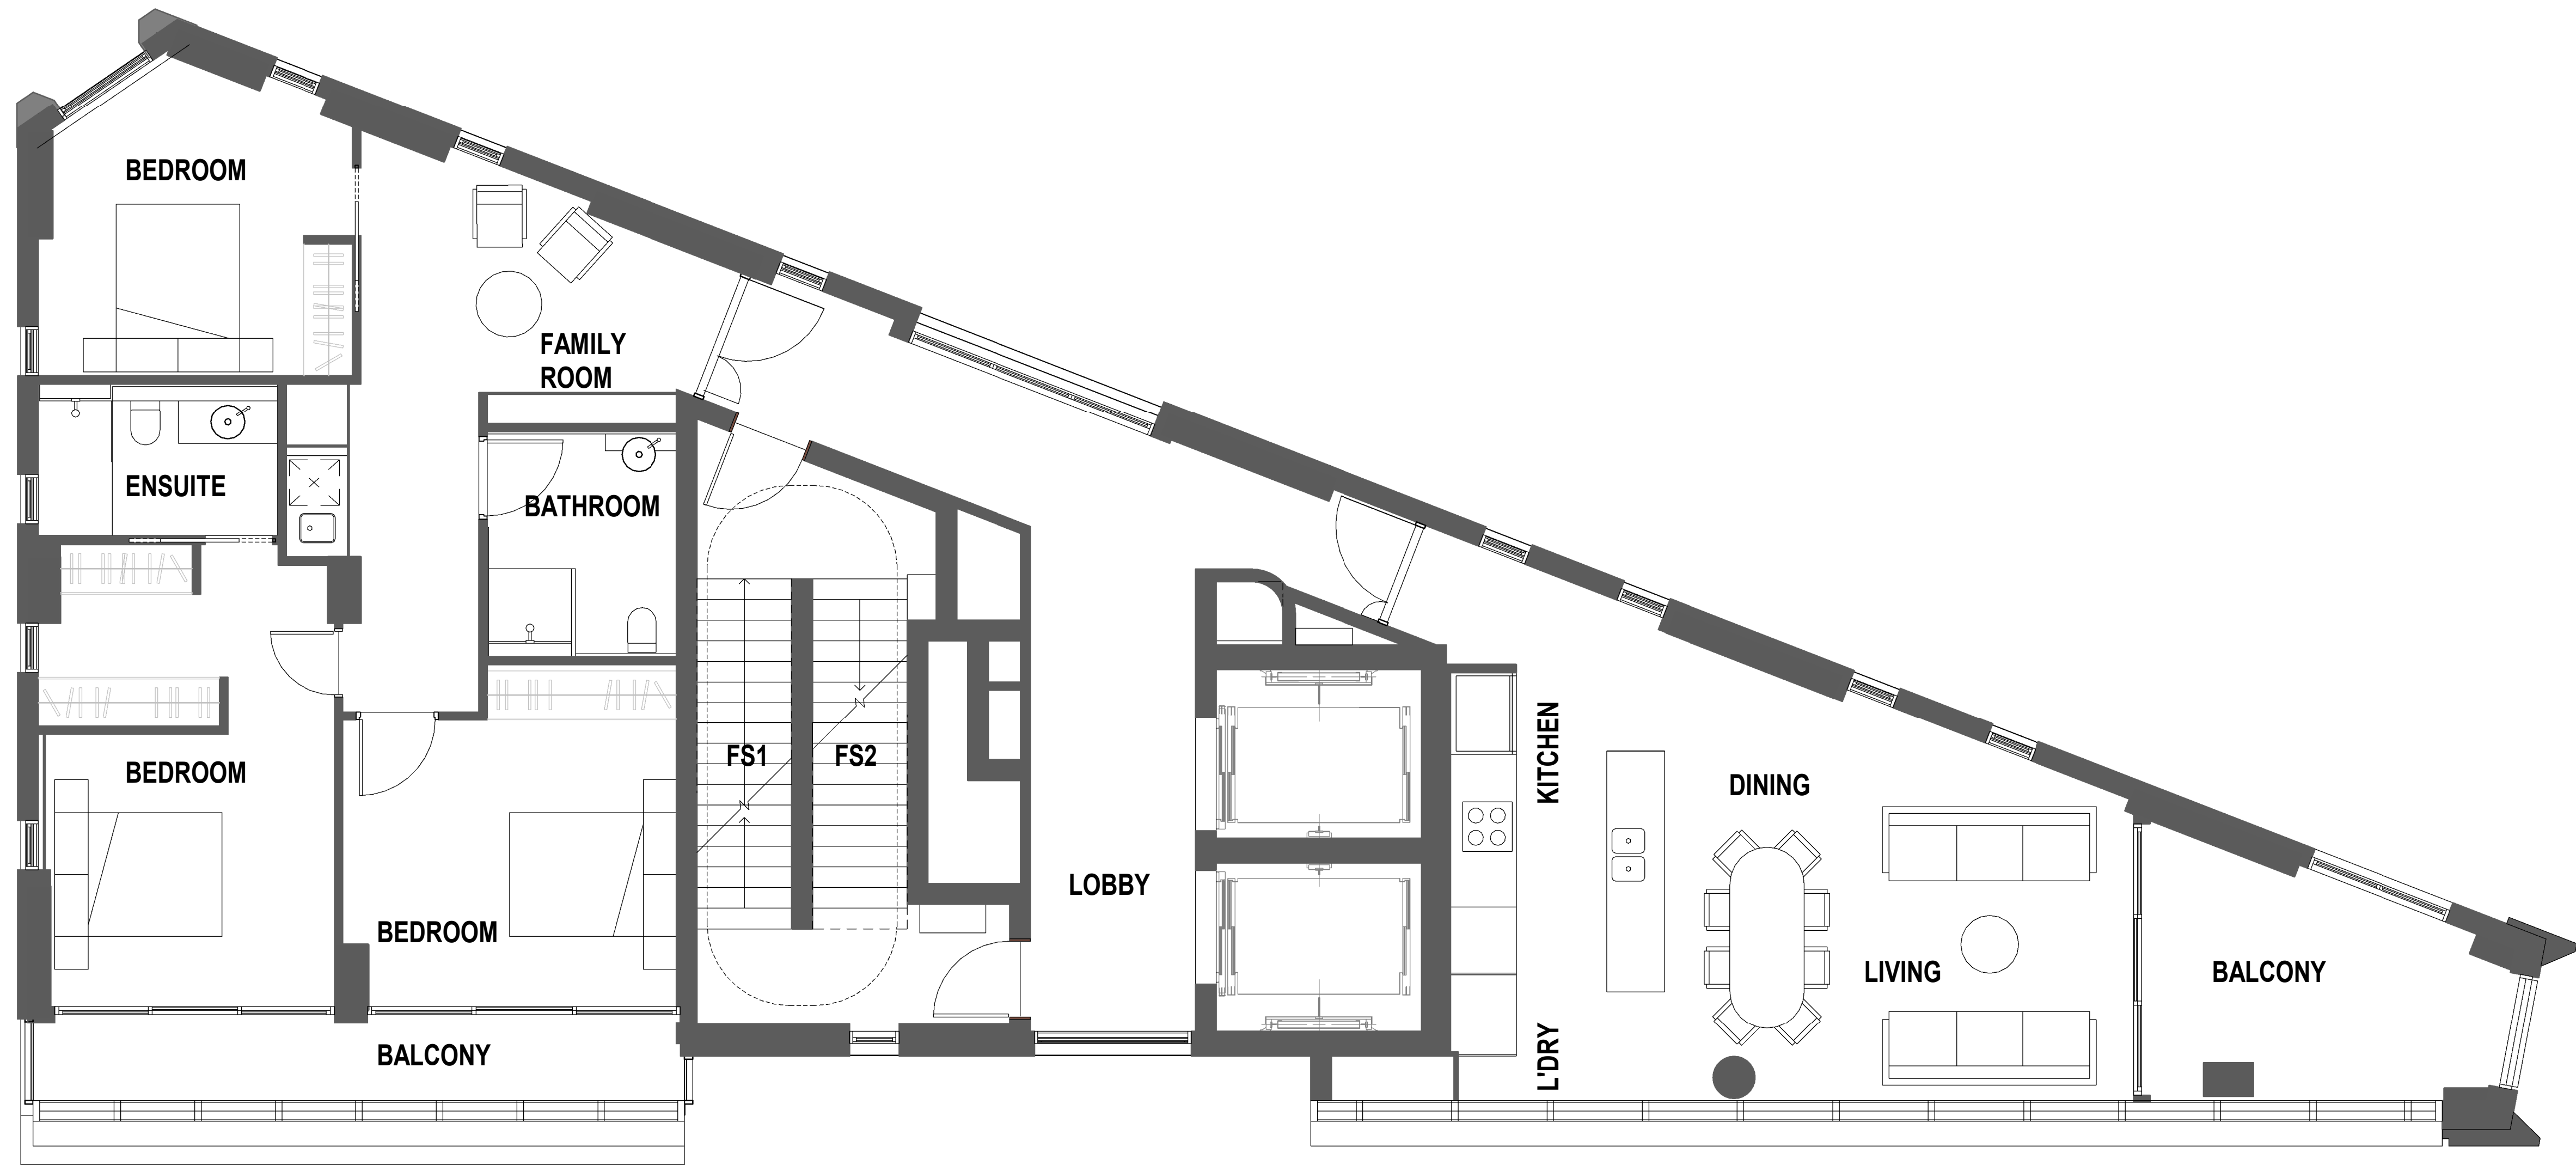 BEDROOM
FAMILY
ROOM
ENSUITE
BATHROOM
BEDROOM
BEDROOM
BALCONY
FS1
FS2
LOBBY
KITCHEN
L'DRY
DINING
LIVING
BALCONY